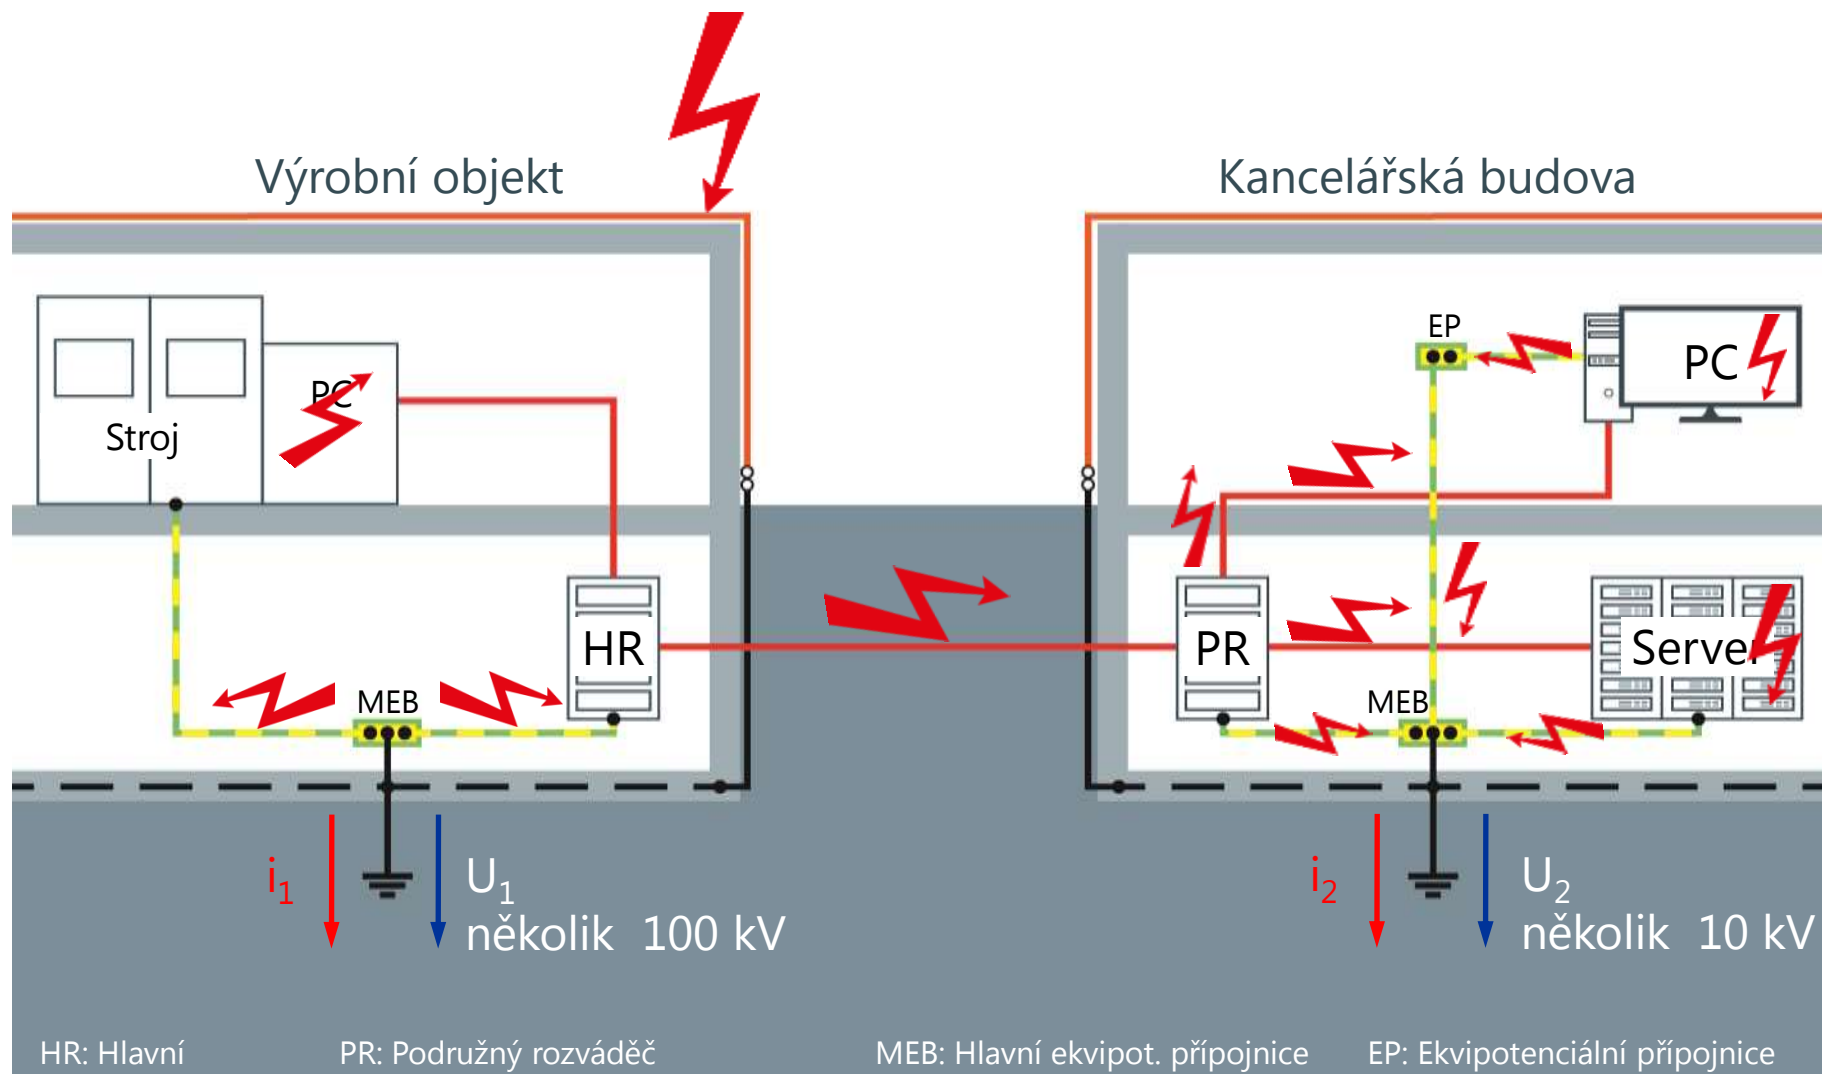 Výrobní objekt
Kancelářská budova
EP
PC
PC
Stroj
HR
PR
Server
MEB
MEB
i1
U1
několik 100 kV
i2
U2
několik 10 kV
HR: Hlavní
PR: Podružný rozváděč
MEB: Hlavní ekvipot. přípojnice
EP: Ekvipotenciální přípojnice